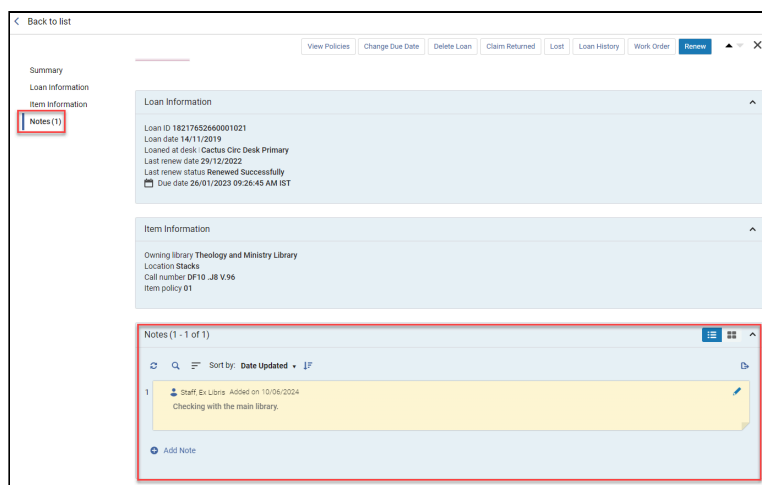 Back to list
View Policies Change Due Date Delete Loan Claim Returned Lost Loan History Work Order Renew
Summary
Loan Information
Item Information
Notes (1)
Loan Information
Loan ID 18217652660001021
Loan date 14/11/2019
Loaned at desk : Cactus Circ Desk Primary
Last renew date 29/12/2022
Last renew status Renewed Successfully
Due date 26/01/2023 09:26:45 AM IST
Item Information
Owning library Theology and Ministry Library
Location Stacks
Call number DF10 .J8 V.96
Item policy 01
Notes (1 - 1 of 1)
Sort by: Date Updated
1 Staff, Ex Libris Added on 10/06/2024
Checking with the main library.
Add Note